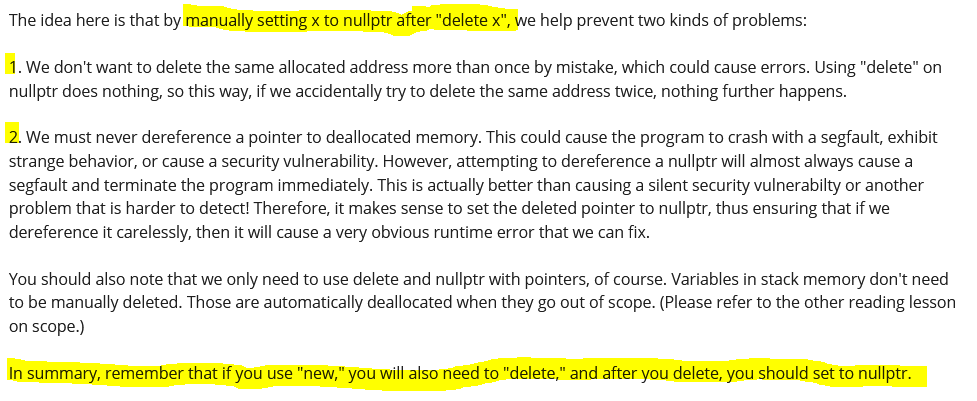 The idea here is that by manually setting x to nullptr after "delete x", we help prevent two kinds of problems:
1. We don't want to delete the same allocated address more than once by mistake, which could cause errors. Using "delete" on
nullptr does nothing, so this way, if we accidentally try to delete the same address twice, nothing further happens.
2. We must never dereference a pointer to deallocated memory. This could cause the program to crash with a segfault, exhibit
strange behavior, or cause a security vulnerability. However, attempting to dereference a nullptr will almost always cause a
segfault and terminate the program immediately. This is actually better than causing a silent security vulnerabilty or another
problem that is harder to detect! Therefore, it makes sense to set the deleted pointer to nullptr, thus ensuring that if we
dereference it carelessly, then it will cause a very obvious runtime error that we can fix.
You should also note that we only need to use delete and nullptr with pointers, of course. Variables in stack memory don't need
to be manually deleted. Those are automatically deallocated when they go out of scope. (Please refer to the other reading lesson
on scope.)
In summary, remember that if you use "new," you will also need to "delete," and after you delete, you should set to nullptr.